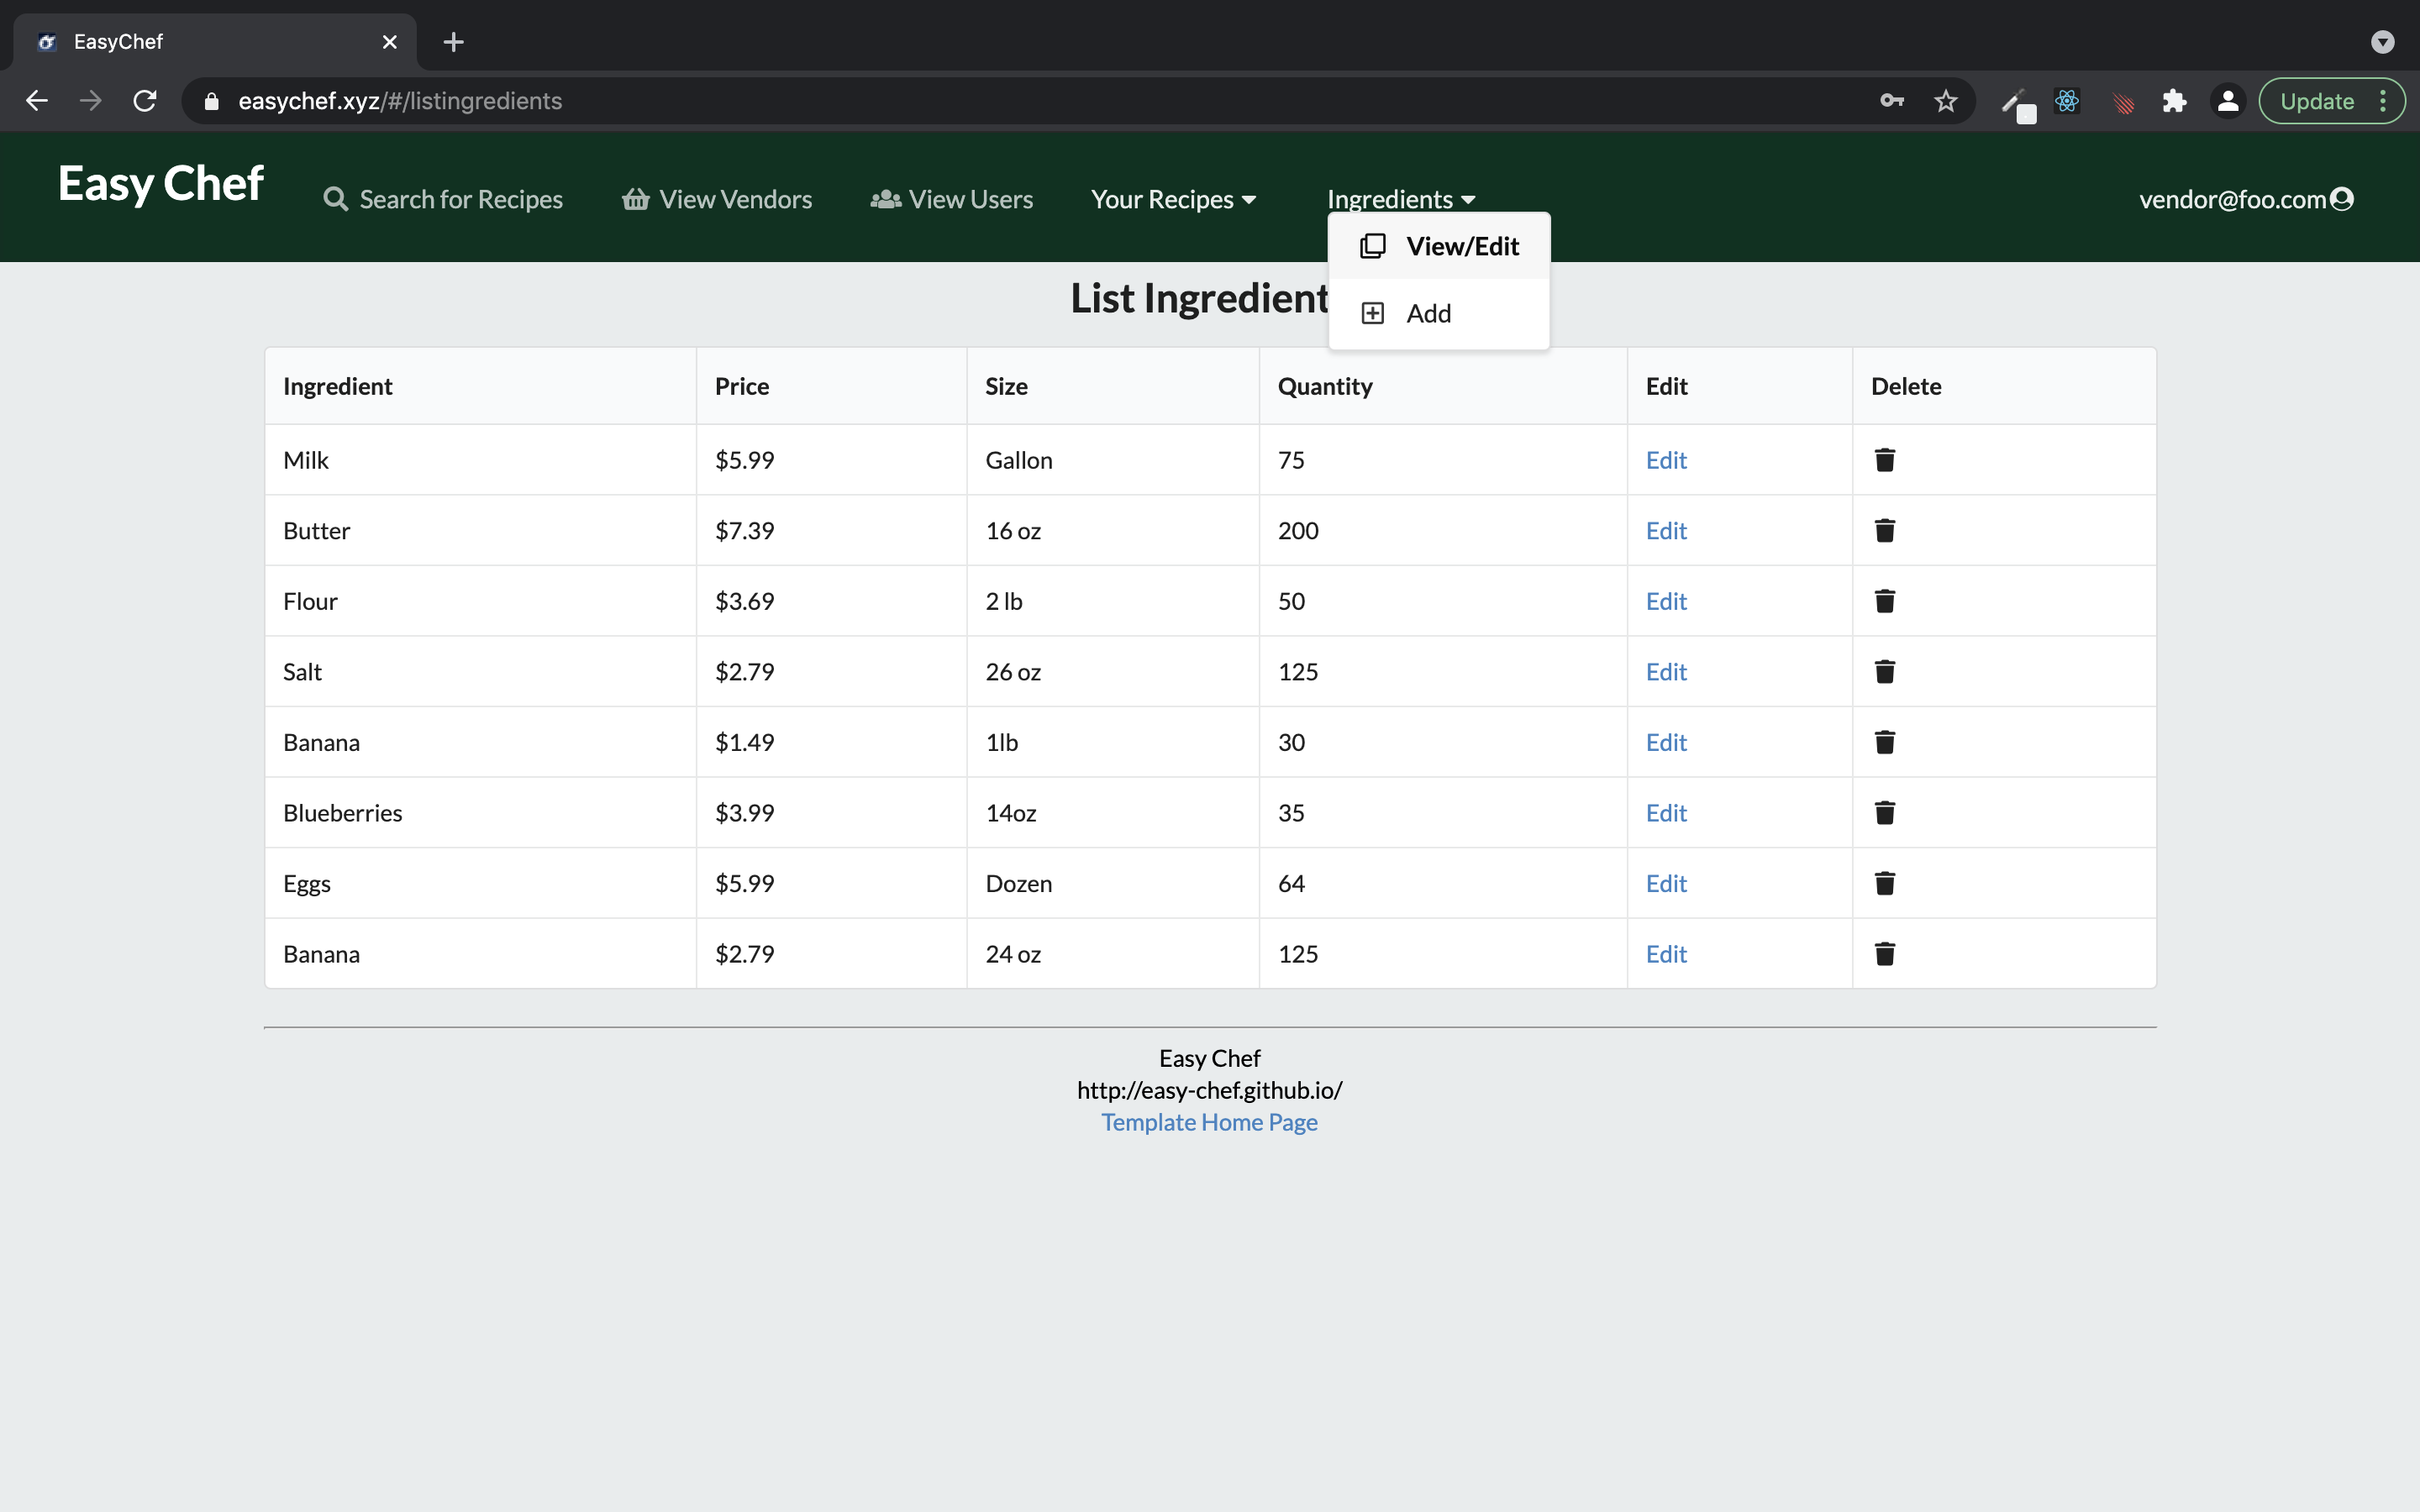 EasyChef
easychef.xyz/#/listingredients
Update
Easy Chef
Search for Recipes
View Vendors
View Users
Your Recipes
Ingredients
vendor@foo.com
View/Edit
Add
List Ingredient
Ingredient Price Size Quantity Edit Delete
Milk $5.99 Gallon 75 Edit
Butter $7.39 16 oz 200 Edit
Flour $3.69 2 lb 50 Edit
Salt $2.79 26 oz 125 Edit
Banana $1.49 1lb 30 Edit
Blueberries $3.99 14oz 35 Edit
Eggs $5.99 Dozen 64 Edit
Banana $2.79 24 oz 125 Edit
Easy Chef
http://easy-chef.github.io/
Template Home Page